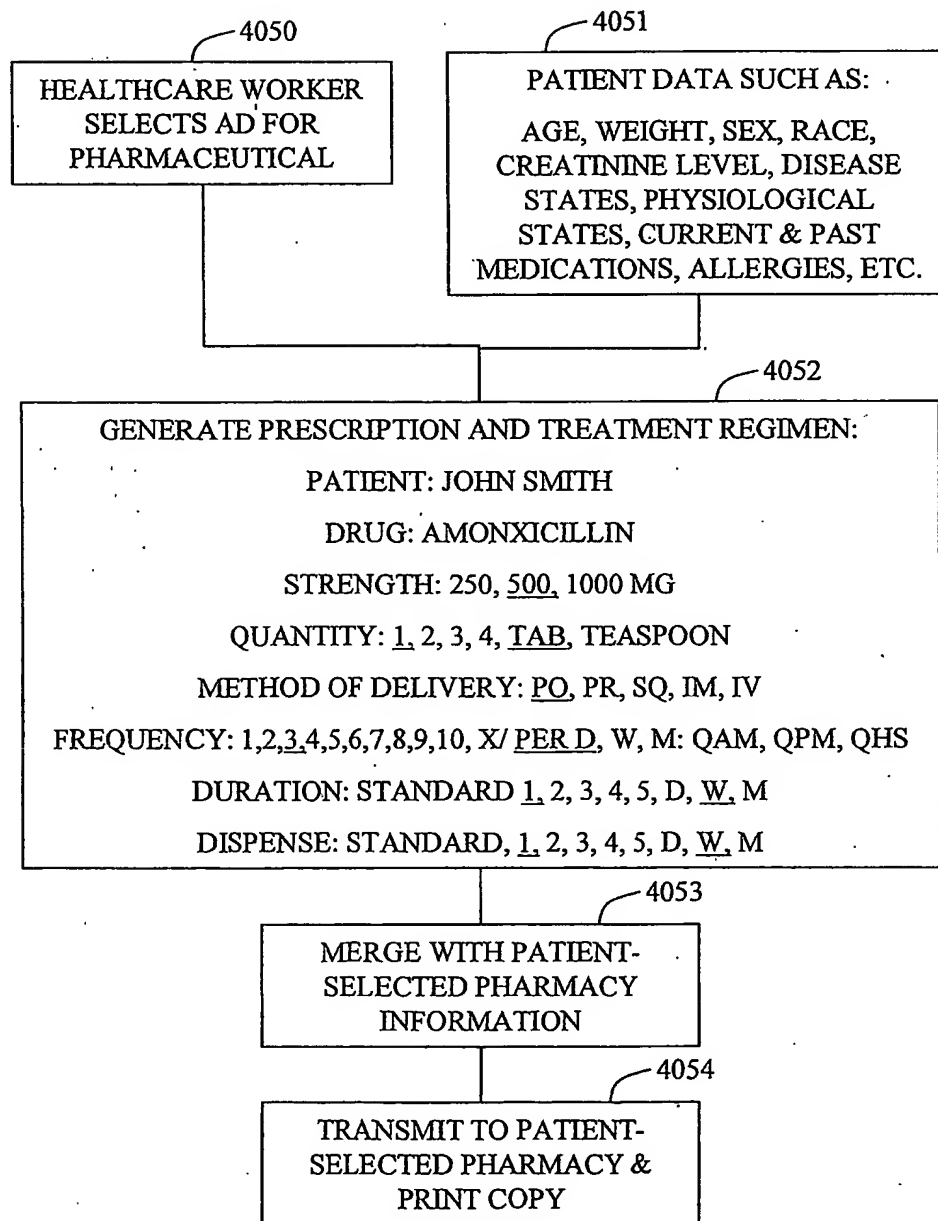 4050
HEALTHCARE WORKER
SELECTS AD FOR
PHARMACEUTICAL
4051
PATIENT DATA SUCH AS:
AGE, WEIGHT, SEX, RACE,
CREATININE LEVEL, DISEASE
STATES, PHYSIOLOGICAL
STATES, CURRENT & PAST
MEDICATIONS, ALLERGIES, ETC.
4052
GENERATE PRESCRIPTION AND TREATMENT REGIMEN:
PATIENT: JOHN SMITH
DRUG: AMONXICILLIN
STRENGTH: 250, 500, 1000 MG
QUANTITY: 1, 2, 3, 4, TAB, TEASPOON
METHOD OF DELIVERY: PO, PR, SQ, IM, IV
FREQUENCY: 1,2,3,4,5,6,7,8,9,10, X/ PER D, W, M: QAM, QPM, QHS
DURATION: STANDARD 1, 2, 3, 4, 5, D, W, M
DISPENSE: STANDARD, 1, 2, 3, 4, 5, D, W, M
4053
MERGE WITH PATIENT-
SELECTED PHARMACY
INFORMATION
4054
TRANSMIT TO PATIENT-
SELECTED PHARMACY &
PRINT COPY